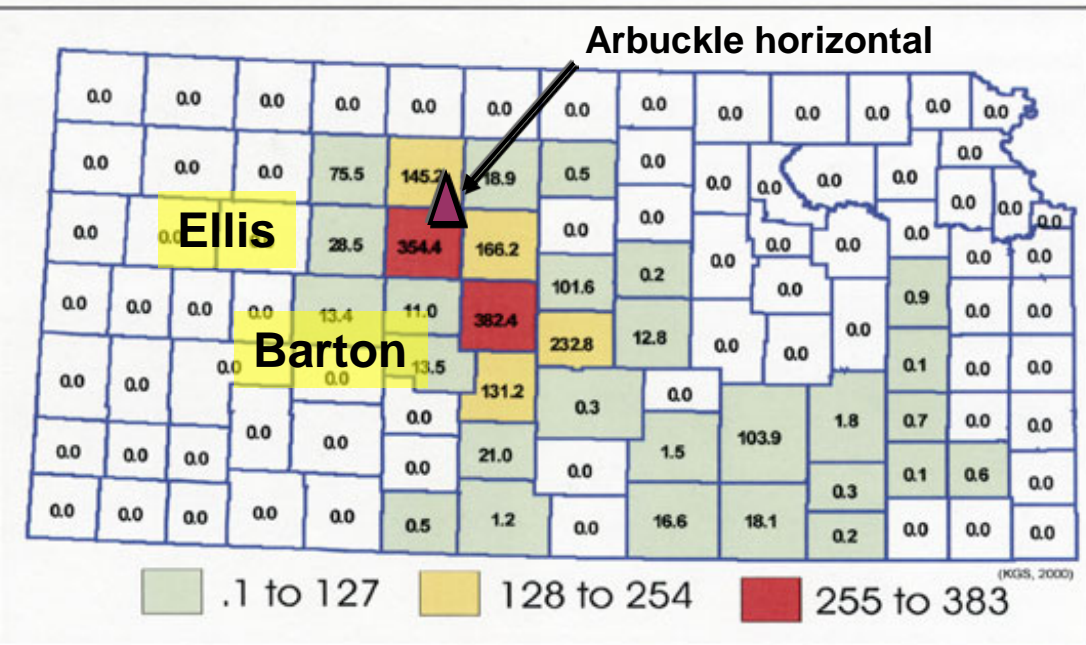 Arbuckle horizontal
0.0 0.0 0.0 0.0 0.0 0.0 0.0 0.0 0.0 0.0 0.0 0.0 0.0
0.0 0.0 0.0 75.5 145.2 18.9 0.5 0.0 0.0 0.0 0.0 0.0 0.0
0.0 0.0 0.0
0.0 0.0 Ellis 28.5 354.4 166.2 0.0 0.0 0.0 0.0 0.0 0.0 0.0
0.0 0.0 0.0 0.0 13.4 11.0 382.4 101.6 0.2 0.0 0.0 0.9 0.0 0.0
232.8 12.8 0.0 0.0 0.0 0.1 0.0 0.0
0.0 0.0 0.0 Barton 0.0 13.5 131.2 0.3 0.0
0.0 0.0 0.0 103.9 1.8 0.7 0.0 0.0
0.0 0.0 0.0 0.0 21.0 0.0 1.5 0.3 0.1 0.6 0.0
0.0 0.0 0.0 0.0 0.0 0.5 1.2 0.0 16.6 18.1 0.2 0.0 0.0 0.0
(KGS, 2000)
.1 to 127 128 to 254 255 to 383